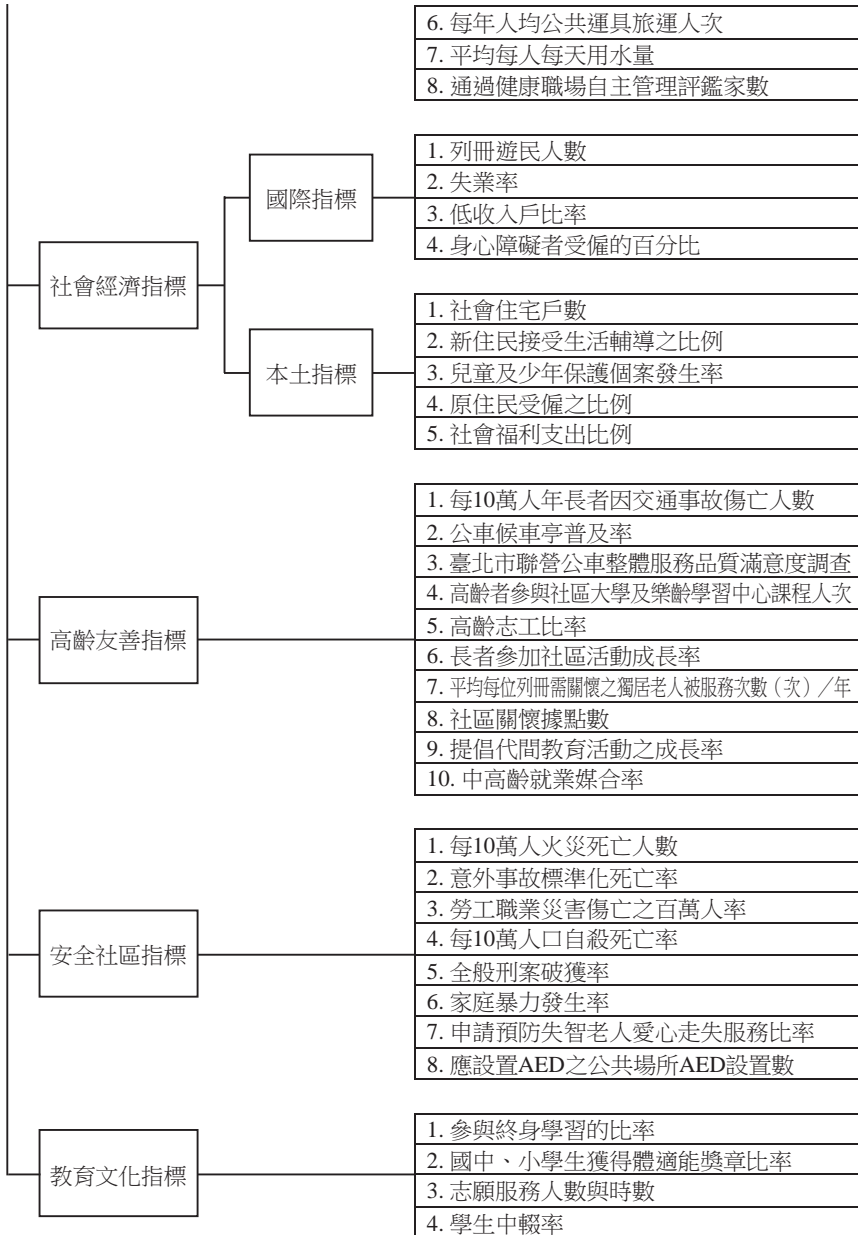 6. 每年人均公共運具旅運人次
7. 平均每人每天用水量
8. 通過健康職場自主管理評鑑家數
社會經濟指標
國際指標
1. 列冊遊民人數
2. 失業率
3. 低收入戶比率
4. 身心障礙者受僱的百分比
本土指標
1. 社會住宅戶數
2. 新住民接受生活輔導之比例
3. 兒童及少年保護個案發生率
4. 原住民受僱之比例
5. 社會福利支出比例
高齡友善指標
1. 每10萬人年長者因交通事故傷亡人數
2. 公車候車亭普及率
3. 臺北市聯營公車整體服務品質滿意度調查
4. 高齡者參與社區大學及樂齡學習中心課程人次
5. 高齡志工比率
6. 長者參加社區活動成長率
7. 平均每位列冊需關懷之獨居老人被服務次數（次）／年
8. 社區關懷據點數
9. 提倡代間教育活動之成長率
10. 中高齡就業媒合率
安全社區指標
1. 每10萬人火災死亡人數
2. 意外事故標準化死亡率
3. 勞工職業災害傷亡之百萬人率
4. 每10萬人口自殺死亡率
5. 全般刑案破獲率
6. 家庭暴力發生率
7. 申請預防失智老人愛心走失服務比率
8. 應設置AED之公共場所AED設置數
教育文化指標
1. 參與終身學習的比率
2. 國中、小學生獲得體適能獎章比率
3. 志願服務人數與時數
4. 學生中輟率